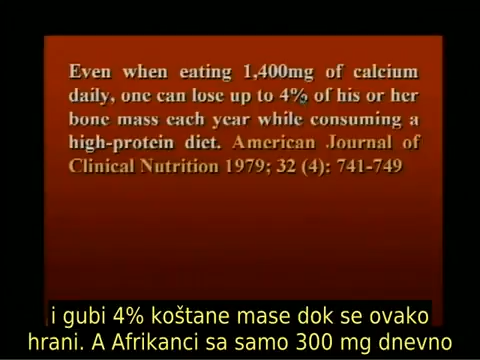 Even when eating 1,400mg of calcium
daily, one can lose up to 4% of his or her
bone mass each year while consuming a
high-protein diet. American Journal of
Clinical Nutrition 1979; 32 (4): 741-749
i gubi 4% koštane mase dok se ovako
hrani. A Afrikanci sa samo 300 mg dnevno